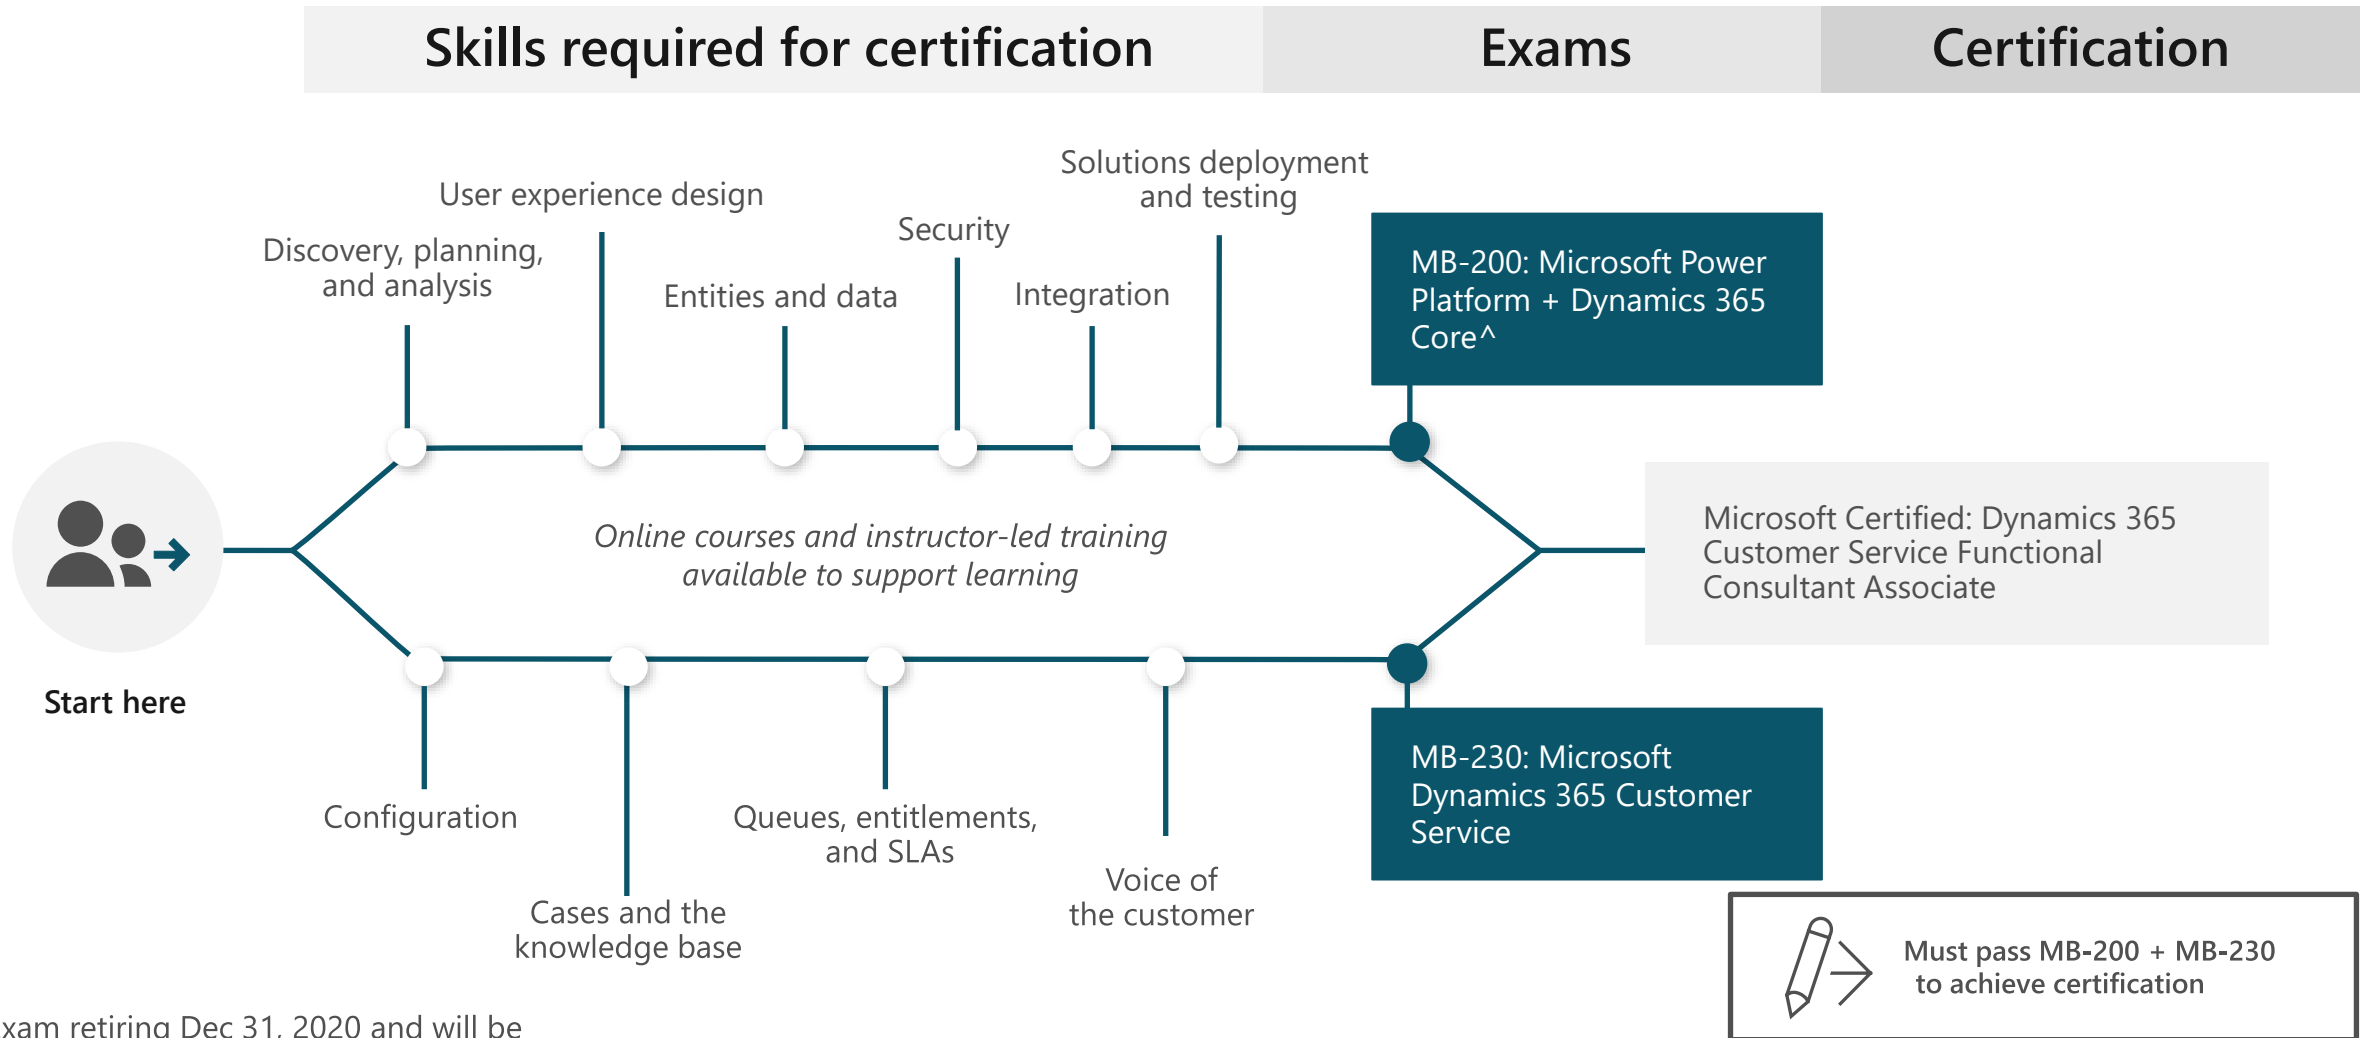 Skills required for certification
Exams
Certification
Solutions deployment
and testing
User experience design
Security
Discovery, planning,
and analysis
Entities and data
Integration
MB-200: Microsoft Power
Platform + Dynamics 365
Core^
Online courses and instructor-led training
available to support learning
Microsoft Certified: Dynamics 365
Customer Service Functional
Consultant Associate
Start here
Configuration
Cases and the
knowledge base
Queues, entitlements,
and SLAs
Voice of
the customer
MB-230: Microsoft
Dynamics 365 Customer
Service
Must pass MB-200 + MB-230
to achieve certification
retiring Dec 31, 2020 and will be